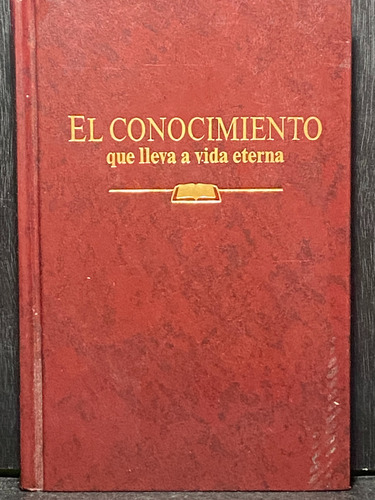 EL CONOCIMIENTO
que lleva a vida eterna